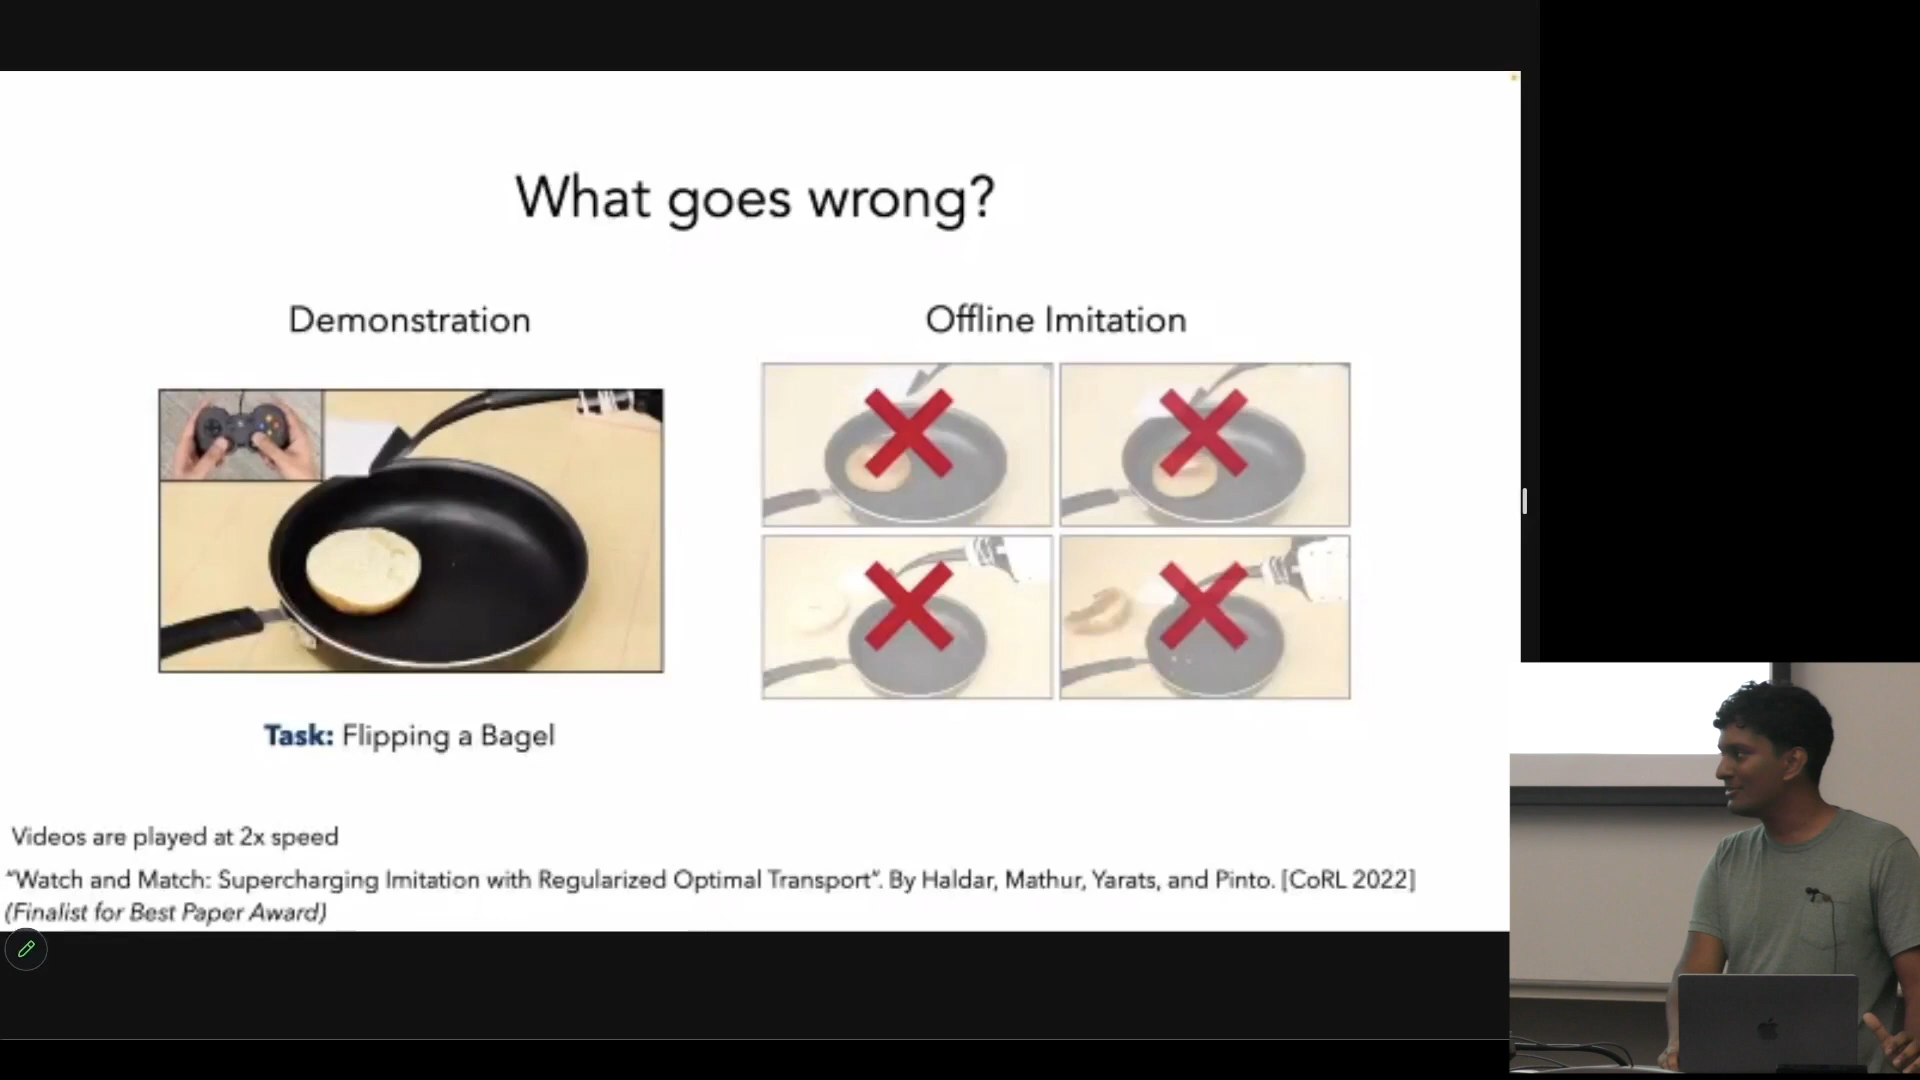 What goes wrong?
Demonstration
Offline Imitation
Task: Flipping a Bagel
Videos are played at 2x speed
"Watch and Match: Supercharging Imitation with Regularized Optimal Transport". By Haldar, Mathur, Yarats, and Pinto. [CoRL 2022]
(Finalist for Best Paper Award)